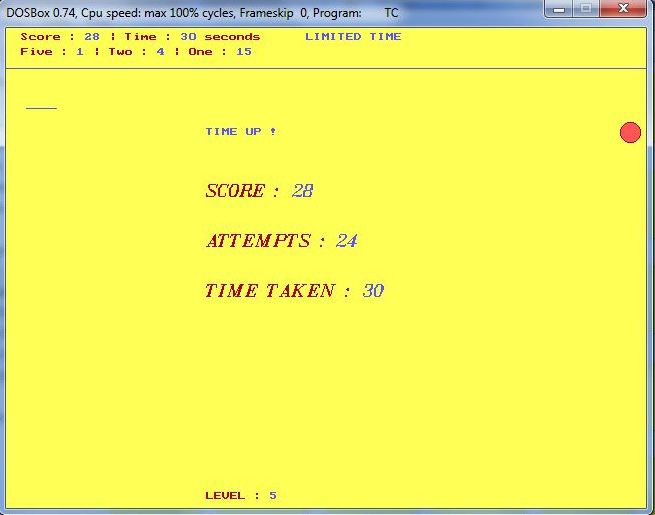 DOSBox 0.74, Cpu speed: max 100% cycles, Frameskip 0, Program: TC
Score : 28 ¦ Time : 30 seconds LIMITED TIME
Five : 1 ¦ Two : 4 ¦ One : 15
TIME UP !
SCORE : 28
ATTEMPTS : 24
TIME TAKEN : 30
LEVEL : 5